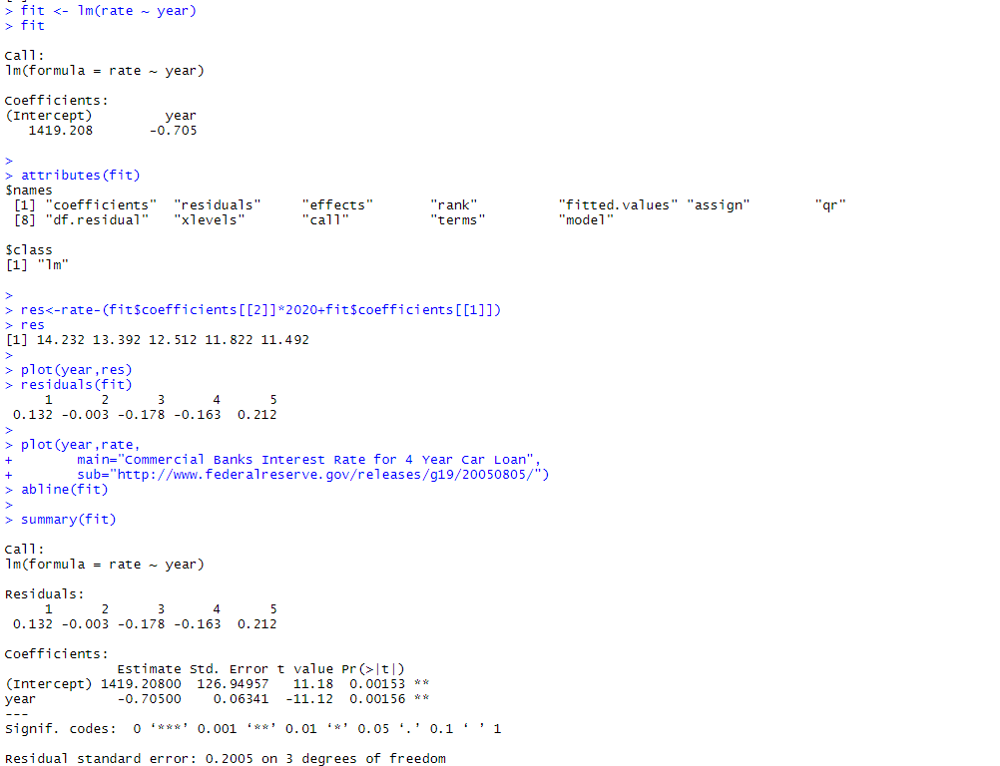 > fit <- lm(rate ~ year)
> fit
Call:
lm(formula = rate ~ year)
Coefficients:
(Intercept)         year
   1419.208       -0.705
>
> attributes(fit)
$names
 [1] "coefficients"  "residuals"     "effects"       "rank"          "fitted.values" "assign"        "qr"
 [8] "df.residual"   "xlevels"       "call"          "terms"         "model"
$class
[1] "lm"
>
> res<-rate-(fit$coefficients[[2]]*2020+fit$coefficients[[1]])
> res
[1] 14.232 13.392 12.512 11.822 11.492
>
> plot(year,res)
> residuals(fit)
     1      2      3      4      5
 0.132 -0.003 -0.178 -0.163  0.212
>
> plot(year,rate,
+        main="Commercial Banks Interest Rate for 4 Year Car Loan",
+        sub="http://www.federalreserve.gov/releases/g19/20050805/")
> abline(fit)
>
> summary(fit)
Call:
lm(formula = rate ~ year)
Residuals:
     1      2      3      4      5
 0.132 -0.003 -0.178 -0.163  0.212
Coefficients:
              Estimate Std. Error t value Pr(>|t|)
(Intercept) 1419.20800  126.94957   11.18  0.00153 **
year          -0.70500    0.06341  -11.12  0.00156 **
---
Signif. codes:  0 ‘***’ 0.001 ‘**’ 0.01 ‘*’ 0.05 ‘.’ 0.1 ‘ ’ 1
Residual standard error: 0.2005 on 3 degrees of freedom